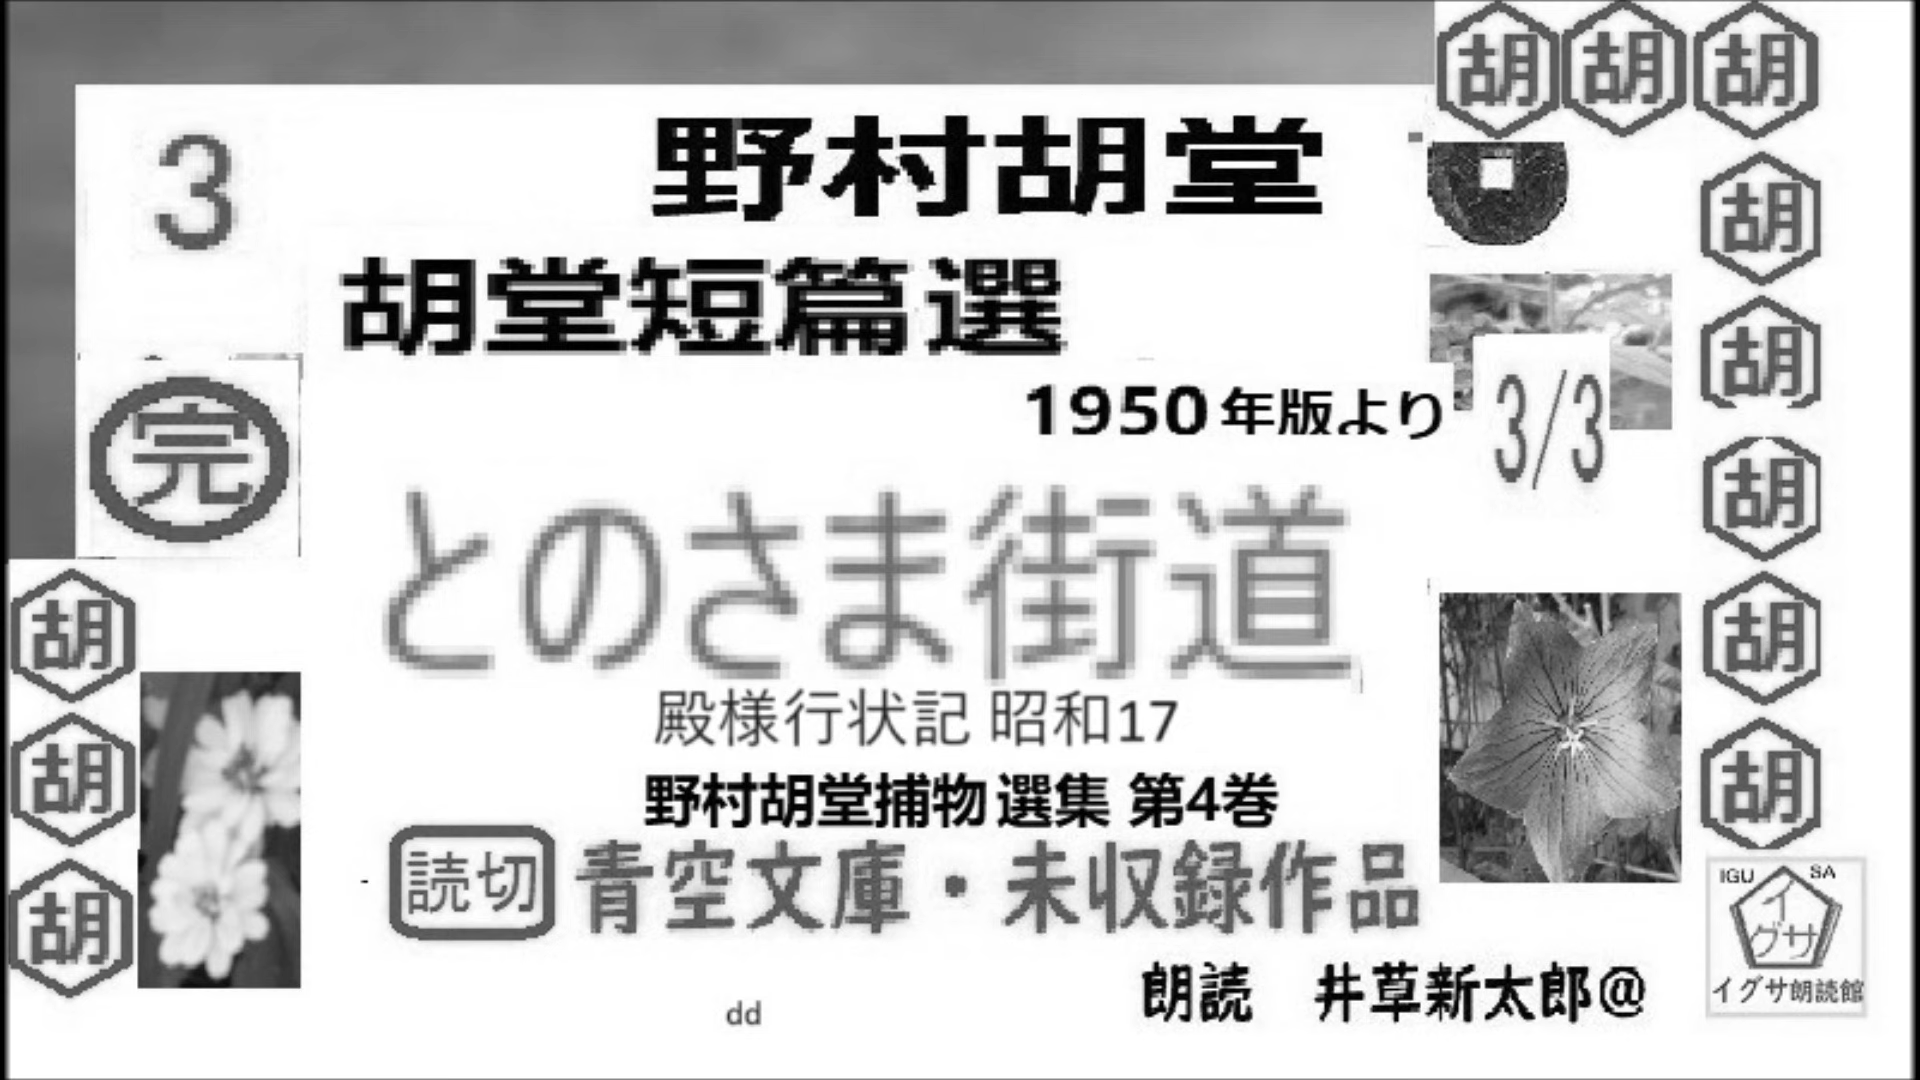 胡 胡 胡
3
野村胡堂
胡
胡堂短篇選
胡
1950年版より
3/3
完
胡
とのさま街道
胡
胡
殿様行状記 昭和17
胡
胡
野村胡堂捕物選集 第4巻
読切 青空文庫・未収録作品
胡
IGU SA
イグサ
イグサ朗読館
朗読 井草新太郎@
dd